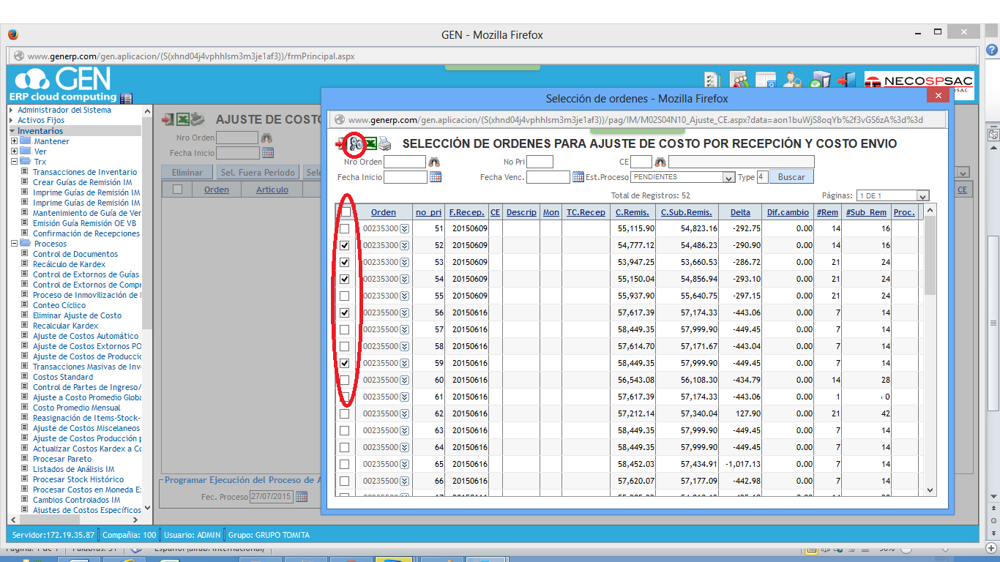 GEN - Mozilla Firefox
www.generp.com/gen.aplicacion/(S(xhnd04j4vphhlsm3m3je1af3))/frmPrincipal.aspx
GEN
ERP cloud computing
NECOSPSAC
Administrador del Sistema
Activos Fijos
Inventarios
Mantener
Ver
Trx
Transacciones de Inventario
Crear Guías de Remisión IM
Imprime Guías de Remisión IM
Imprime Guías de Remisión IM
Mantenimiento de Guía de Ver
Emisión Guía Remisión OE VB
Confirmación de Recepciones
Procesos
Control de Documentos
Recálculo de Kardex
Control de Extornos de Guías
Control de Extornos de Compr
Proceso de Inmovilización de
Conteo Cíclico
Eliminar Ajuste de Costo
Recalcular Kardex
Ajuste de Costos Automático
Ajuste de Costos Externos PO
Ajuste de Costos de Producció
Transacciones Masivas de Inv
Costos Standard
Control de Partes de Ingreso/
Ajuste a Costo Promedio Globa
Costo Promedio Mensual
Reasignación de Items-Stock-
Ajuste de Costos Miscelaneos
Ajuste de Costos Producción p
Actualizar Costos Kardex a Co
Procesar Pareto
Listados de Análisis IM
Procesar Stock Histórico
Procesar Costos en Moneda E
Cambios Controlados IM
Ajustes de Costos Específicos
AJUSTE DE COSTO
Nro Orden
Fecha Inicio
Eliminar Sel. Fuera Periodo Sele
Orden Articulo
CE
Programar Ejecución del Proceso de A
Fec. Proceso 27/07/2015
Selección de ordenes - Mozilla Firefox
www.generp.com/gen.aplicacion/(S(xhnd04j4vphhlsm3m3je1af3))/pag/IM/M02S04N10_Ajuste_CE.aspx?data=aon1buWjS8oqYb%2f3vGS6zA%3d%3d
SELECCIÓN DE ORDENES PARA AJUSTE DE COSTO POR RECEPCIÓN Y COSTO ENVIO
Nro Orden No Pri CE
Fecha Inicio Fecha Venc. Est.Proceso PENDIENTES Type 4 Buscar
Total de Registros: 52 Páginas: 1 DE 1
Orden no_pri F.Recep. CE Descrip Mon TC.Recep C.Remis. C.Sub.Remis. Delta Dif.cambio #Rem #Sub_Rem Proc.
00235300 51 20150609 55,115.90 54,823.16 -292.75 0.00 14 16
00235300 52 20150609 54,777.12 54,486.23 -290.90 0.00 14 16
00235300 53 20150609 53,947.25 53,660.53 -286.72 0.00 21 24
00235300 54 20150609 55,150.04 54,856.94 -293.10 0.00 21 24
00235300 55 20150609 55,937.90 55,640.75 -297.15 0.00 21 24
00235500 56 20150616 57,617.39 57,174.33 -443.06 0.00 7 14
00235500 57 20150616 58,449.35 57,999.90 -449.45 0.00 7 14
00235500 58 20150616 57,614.70 57,171.67 -443.04 0.00 7 14
00235500 59 20150616 58,449.35 57,999.90 -449.45 0.00 7 14
00235500 60 20150616 56,543.08 56,108.30 -434.79 0.00 14 28
00235500 61 20150616 57,617.39 57,174.33 -443.06 0.00 1 0
00235500 62 20150616 57,212.14 57,340.04 127.90 0.00 21 42
00235500 63 20150616 58,449.35 57,999.90 -449.45 0.00 7 14
00235500 64 20150616 58,449.35 57,999.90 -449.45 0.00 7 14
00235500 65 20150616 58,452.03 57,434.91 -1,017.13 0.00 7 14
00235500 66 20150616 57,620.07 57,177.09 -442.98 0.00 7 14
Servidor:172.19.35.87 Compañia: 100 Usuario: ADMIN Grupo: GRUPO TOMITA